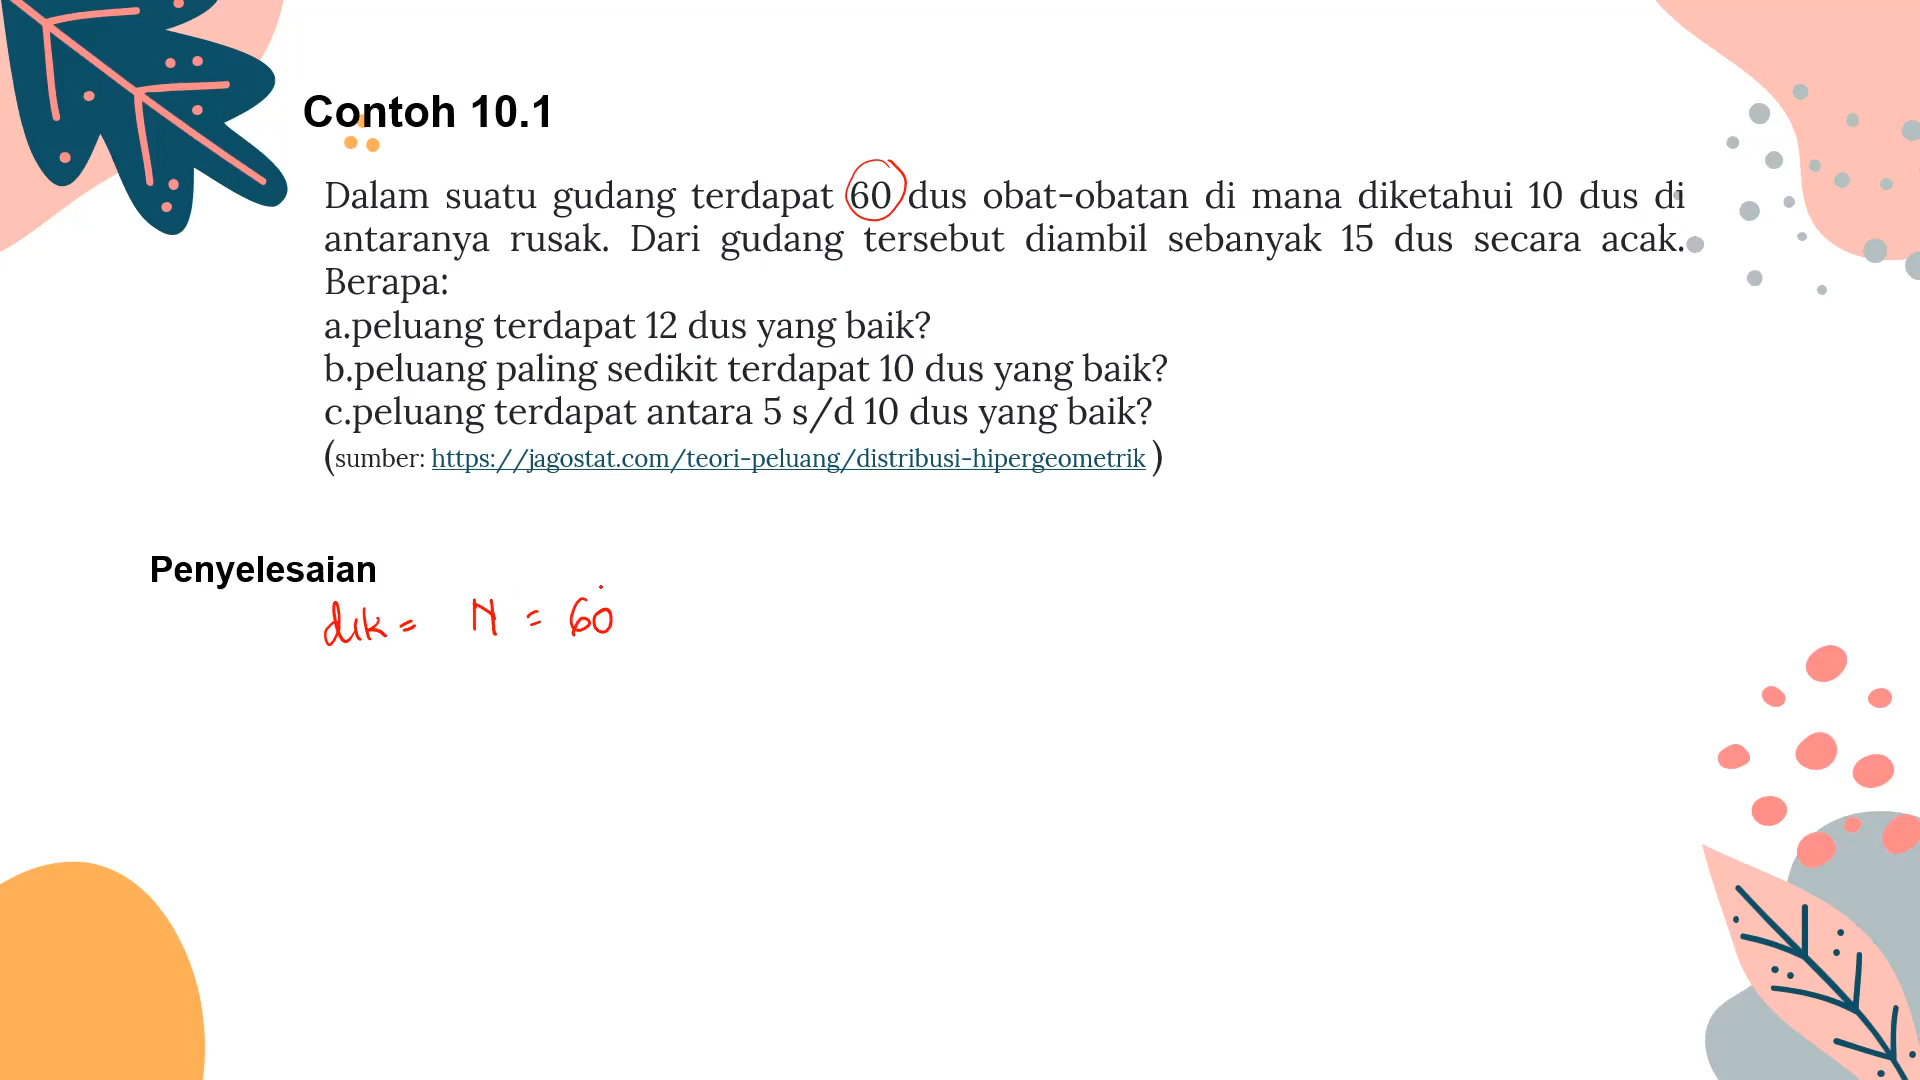 Contoh 10.1
Dalam suatu gudang terdapat 60 dus obat-obatan di mana diketahui 10 dus di
antaranya rusak. Dari gudang tersebut diambil sebanyak 15 dus secara acak.
Berapa:
a.peluang terdapat 12 dus yang baik?
b.peluang paling sedikit terdapat 10 dus yang baik?
c.peluang terdapat antara 5 s/d 10 dus yang baik?
(sumber: https://jagostat.com/teori-peluang/distribusi-hipergeometrik )
Penyelesaian
dik = N = 60